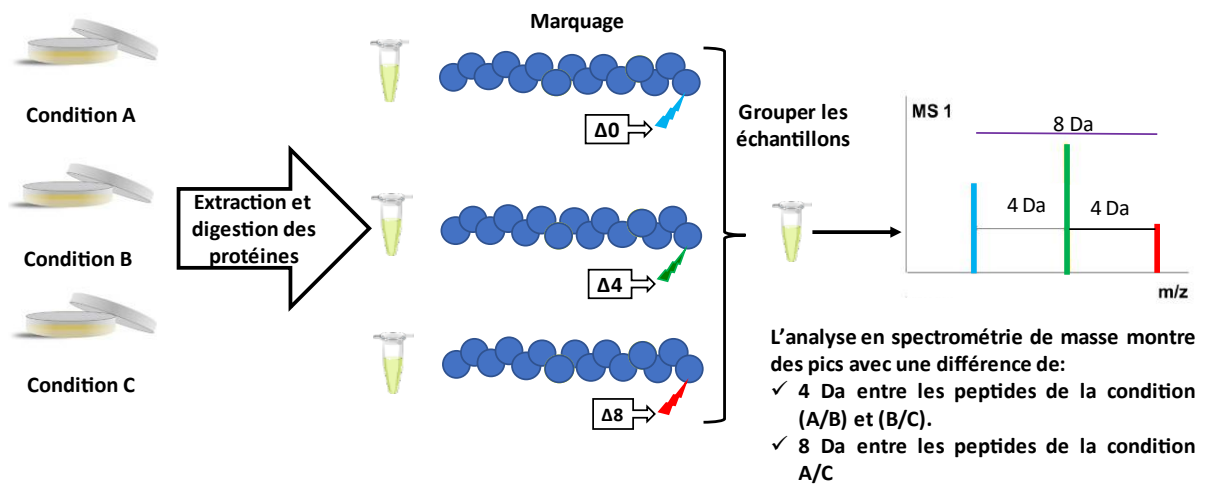 Marquage
Condition A
Δ0
Extraction et
digestion des
protéines
Condition B
Δ4
Condition C
Δ8
Grouper les
échantillons
MS 1
8 Da
4 Da
4 Da
m/z
L'analyse en spectrométrie de masse montre
des pics avec une différence de:
✓ 4 Da entre les peptides de la condition
(A/B) et (B/C).
✓ 8 Da entre les peptides de la condition
A/C